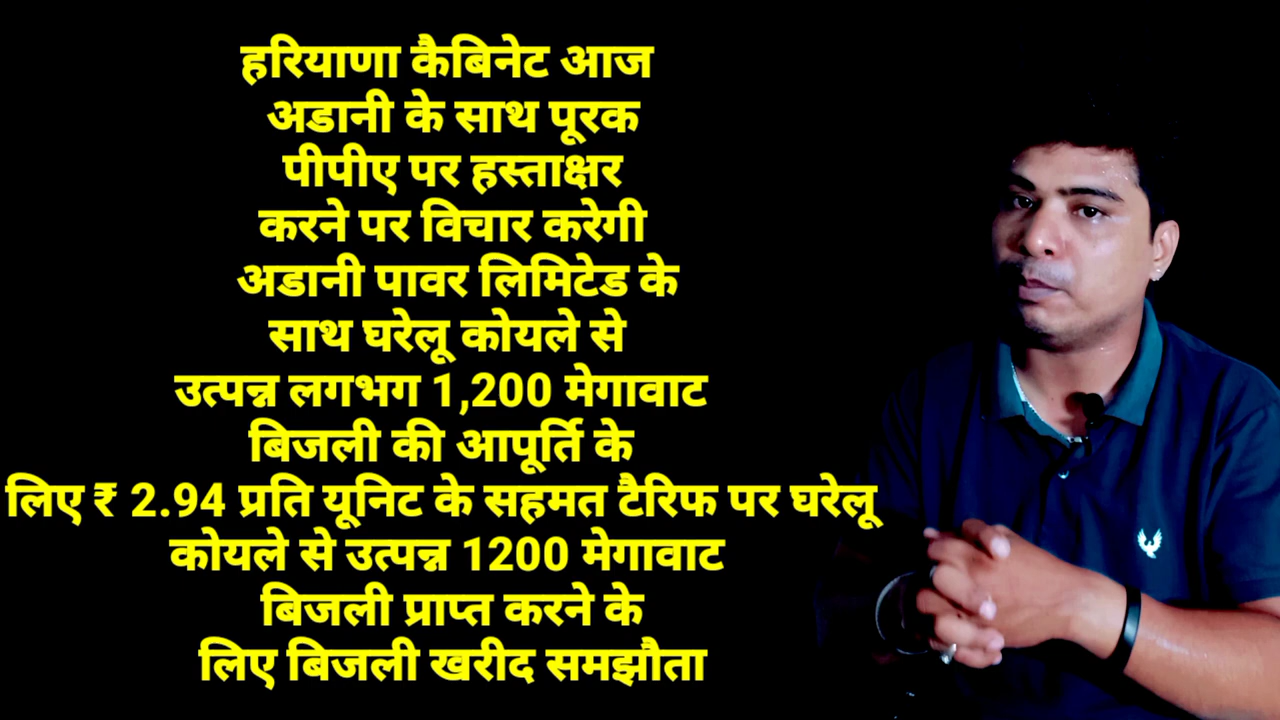 हरियाणा कैबिनेट आज
अडानी के साथ पूरक
पीपीए पर हस्ताक्षर
करने पर विचार करेगी
अडानी पावर लिमिटेड के
साथ घरेलू कोयले से
उत्पन्न लगभग 1,200 मेगावाट
बिजली की आपूर्ति के
लिए ₹ 2.94 प्रति यूनिट के सहमत टैरिफ पर घरेलू
कोयले से उत्पन्न 1200 मेगावाट
बिजली प्राप्त करने के
लिए बिजली खरीद समझौता